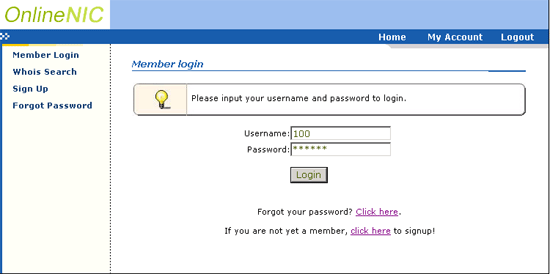 OnlineNIC
Home My Account Logout
Member Login
Whois Search
Sign Up
Forgot Password
Member login
Please input your username and password to login.
Username: 100
Password: ******
Login
Forgot your password? Click here.
If you are not yet a member, click here to signup!